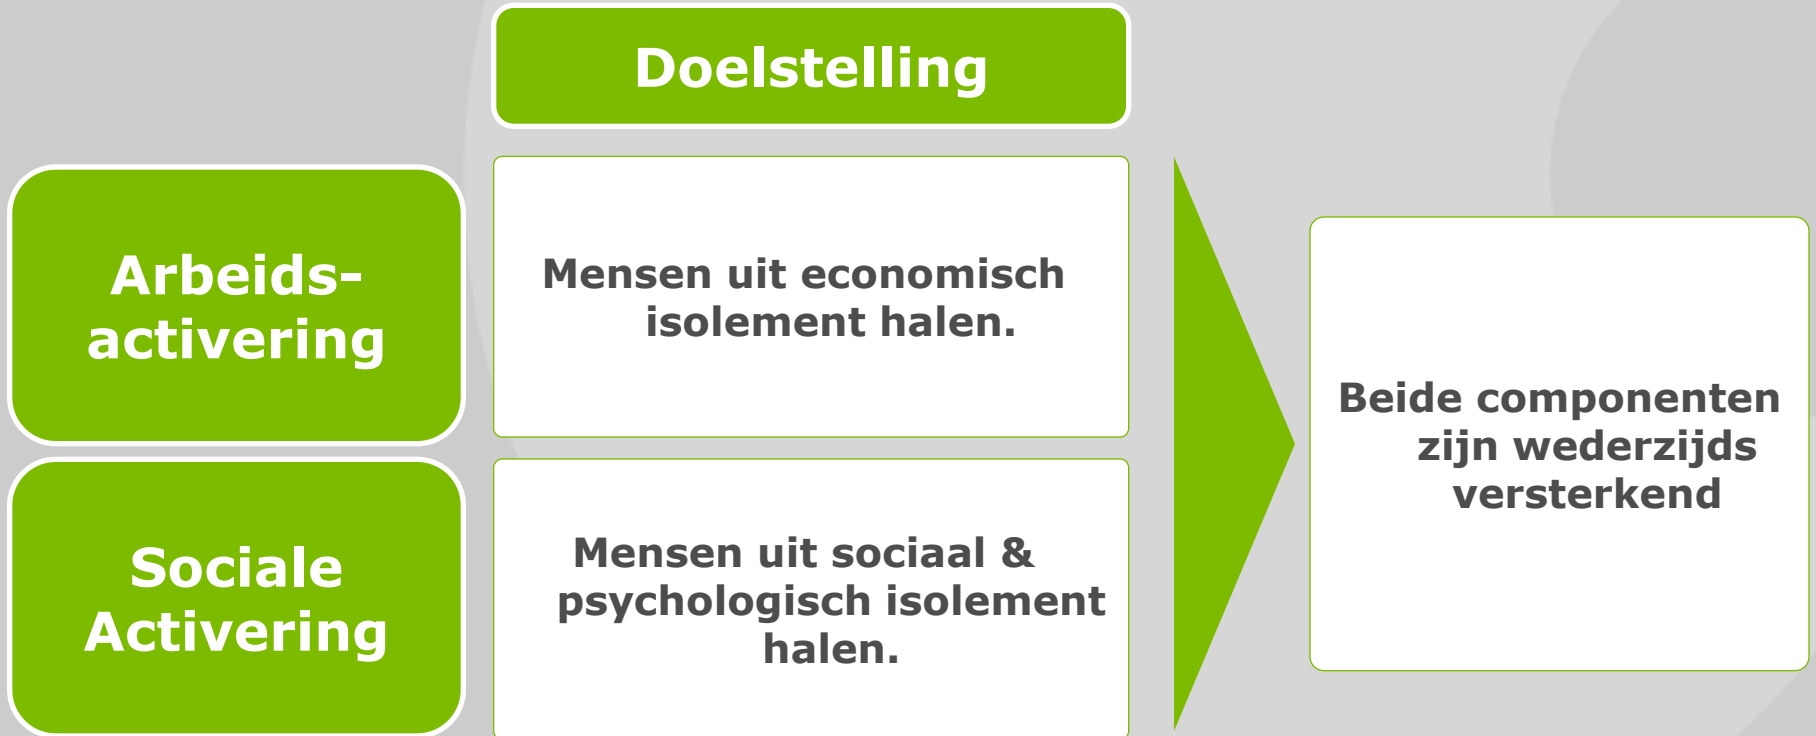 Doelstelling
Arbeids-
activering
Mensen uit economisch
isolement halen.
Sociale
Activering
Mensen uit sociaal &
psychologisch isolement
halen.
Beide componenten
zijn wederzijds
versterkend